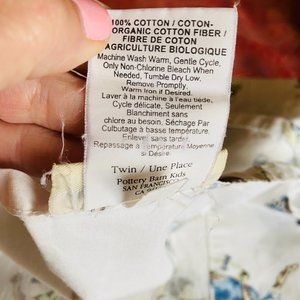 100% COTTON / COTON-
ORGANIC COTTON FIBER /
FIBRE DE COTON
AGRICULTURE BIOLOGIQUE
Machine Wash Warm, Gentle Cycle,
Only Non-Chlorine Bleach When
Needed, Tumble Dry Low.
Remove Promptly.
Warm Iron if Desired.
Laver à la machine à l'eau tiède,
Cycle délicate, Seulement
Blanchiment sans
chlore au besoin, Séchage Par
Culbutage à basse température.
Enlever sans tarder.
Repassage à Température Moyenne
si Désiré.
Twin / Une Place
Pottery Barn Kids
SAN FRANCISCO
CA